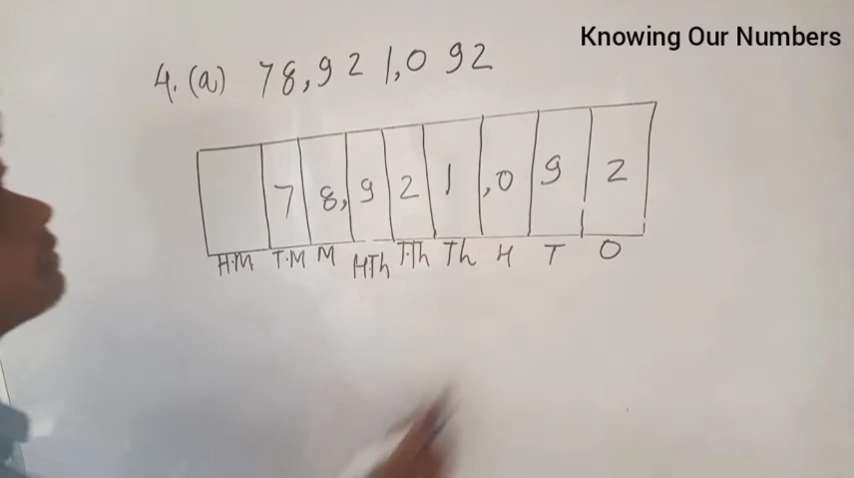 Knowing Our Numbers
4. (a) 78,921,092
7 8, 9 2 1 ,0 9 2
H.M T.M M H.Th T.Th Th H T O